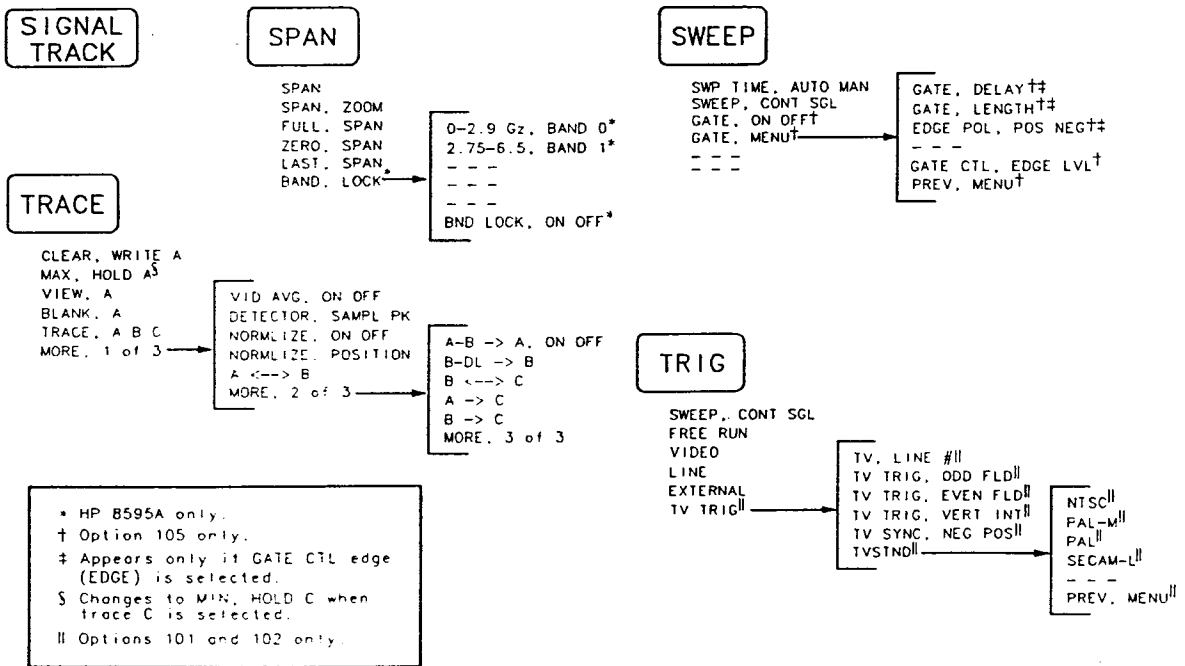 SIGNAL
TRACK
SPAN
SPAN
SPAN, ZOOM
FULL, SPAN
ZERO, SPAN
LAST, SPAN
BAND, LOCK*
0-2.9 Gz, BAND 0*
2.75-6.5, BAND 1*
- - -
- - -
- - -
BND LOCK, ON OFF*
SWEEP
SWP TIME, AUTO MAN
SWEEP, CONT SGL
GATE, ON OFF†
GATE, MENU†
- - -
- - -
GATE, DELAY†‡
GATE, LENGTH†‡
EDGE POL, POS NEG†‡
- - -
GATE CTL, EDGE LVL†
PREV, MENU†
TRACE
CLEAR, WRITE A
MAX, HOLD A§
VIEW, A
BLANK, A
TRACE, A B C
MORE, 1 of 3
VID AVG, ON OFF
DETECTOR, SAMPL PK
NORMLIZE, ON OFF
NORMLIZE, POSITION
A <--> B
MORE, 2 of 3
A-B -> A, ON OFF
B-DL -> B
B <--> C
A -> C
B -> C
MORE, 3 of 3
TRIG
SWEEP, CONT SGL
FREE RUN
VIDEO
LINE
EXTERNAL
TV TRIG‖
TV, LINE #‖
TV TRIG, ODD FLD‖
TV TRIG, EVEN FLD‖
TV TRIG, VERT INT‖
TV SYNC, NEG POS‖
TVSTND‖
NTSC‖
PAL-M‖
PAL‖
SECAM-L‖
- - -
PREV, MENU‖
* HP 8595A only.
† Option 105 only.
‡ Appears only if GATE CTL edge
(EDGE) is selected.
§ Changes to MIN, HOLD C when
trace C is selected.
‖ Options 101 and 102 only.